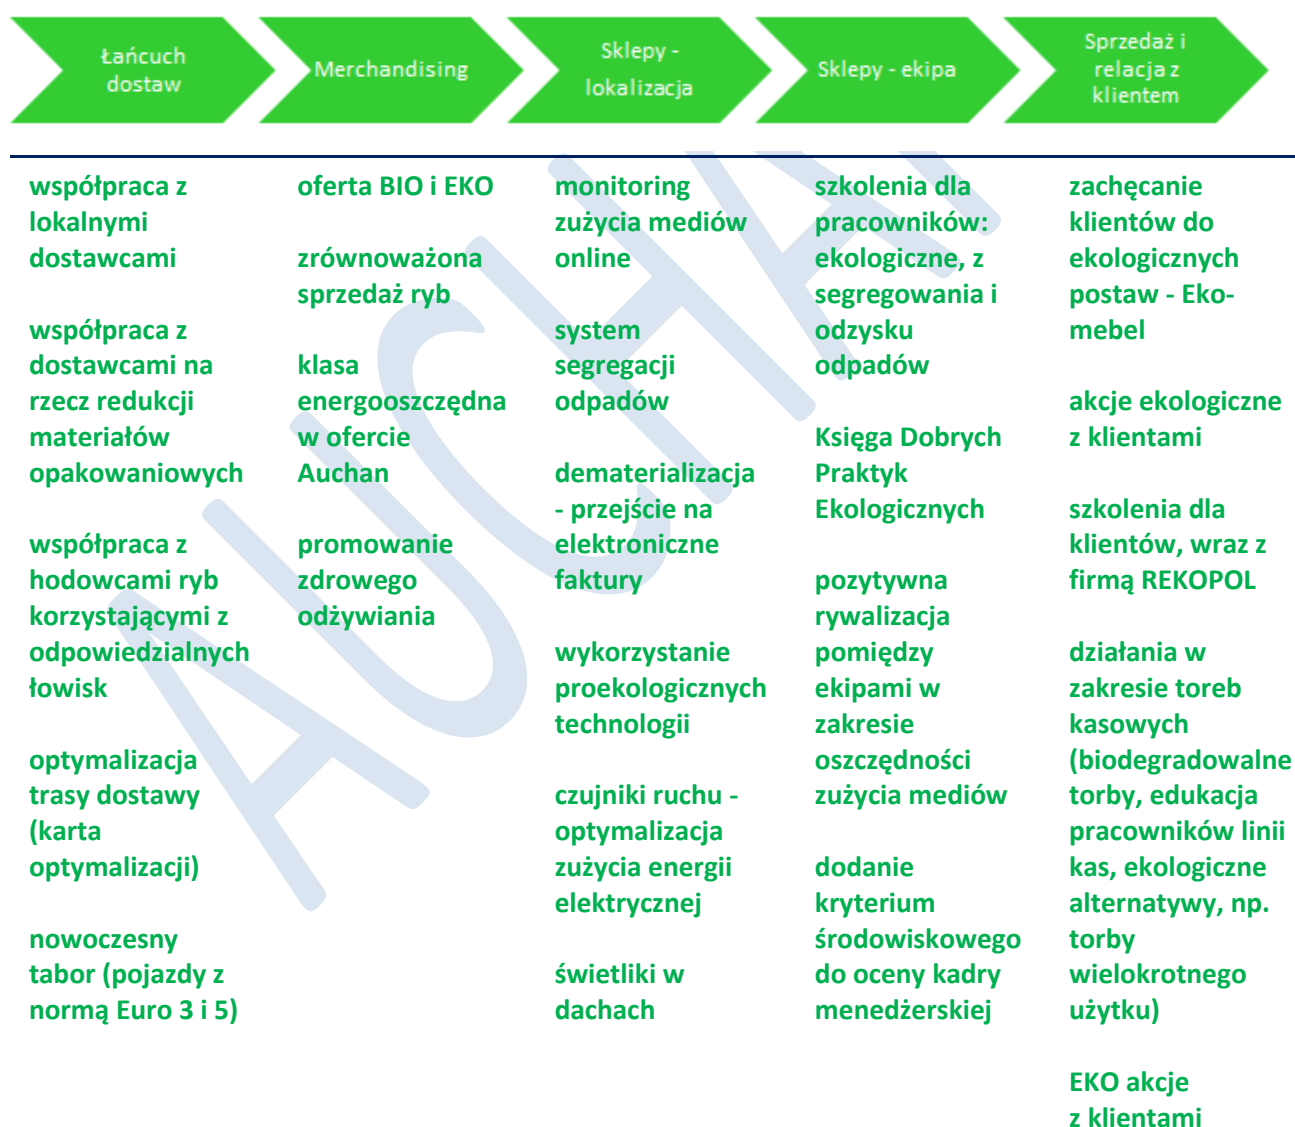 Łańcuch
dostaw
Merchandising
Sklepy -
lokalizacja
Sklepy - ekipa
Sprzedaż i
relacja z
klientem
współpraca z
lokalnymi
dostawcami
współpraca z
dostawcami na
rzecz redukcji
materiałów
opakowaniowych
współpraca z
hodowcami ryb
korzystającymi z
odpowiedzialnych
łowisk
optymalizacja
trasy dostawy
(karta
optymalizacji)
nowoczesny
tabor (pojazdy z
normą Euro 3 i 5)
oferta BIO i EKO
zrównoważona
sprzedaż ryb
klasa
energooszczędna
w ofercie
Auchan
promowanie
zdrowego
odżywiania
monitoring
zużycia mediów
online
system
segregacji
odpadów
dematerializacja
- przejście na
elektroniczne
faktury
wykorzystanie
proekologicznych
technologii
czujniki ruchu -
optymalizacja
zużycia energii
elektrycznej
świetliki w
dachach
szkolenia dla
pracowników:
ekologiczne, z
segregowania i
odzysku
odpadów
Księga Dobrych
Praktyk
Ekologicznych
pozytywna
rywalizacja
pomiędzy
ekipami w
zakresie
oszczędności
zużycia mediów
dodanie
kryterium
środowiskowego
do oceny kadry
menedżerskiej
zachęcanie
klientów do
ekologicznych
postaw - Eko-
mebel
akcje ekologiczne
z klientami
szkolenia dla
klientów, wraz z
firmą REKOPOL
działania w
zakresie toreb
kasowych
(biodegradowalne
torby, edukacja
pracowników linii
kas, ekologiczne
alternatywy, np.
torby
wielokrotnego
użytku)
EKO akcje
z klientami
AUCHAN